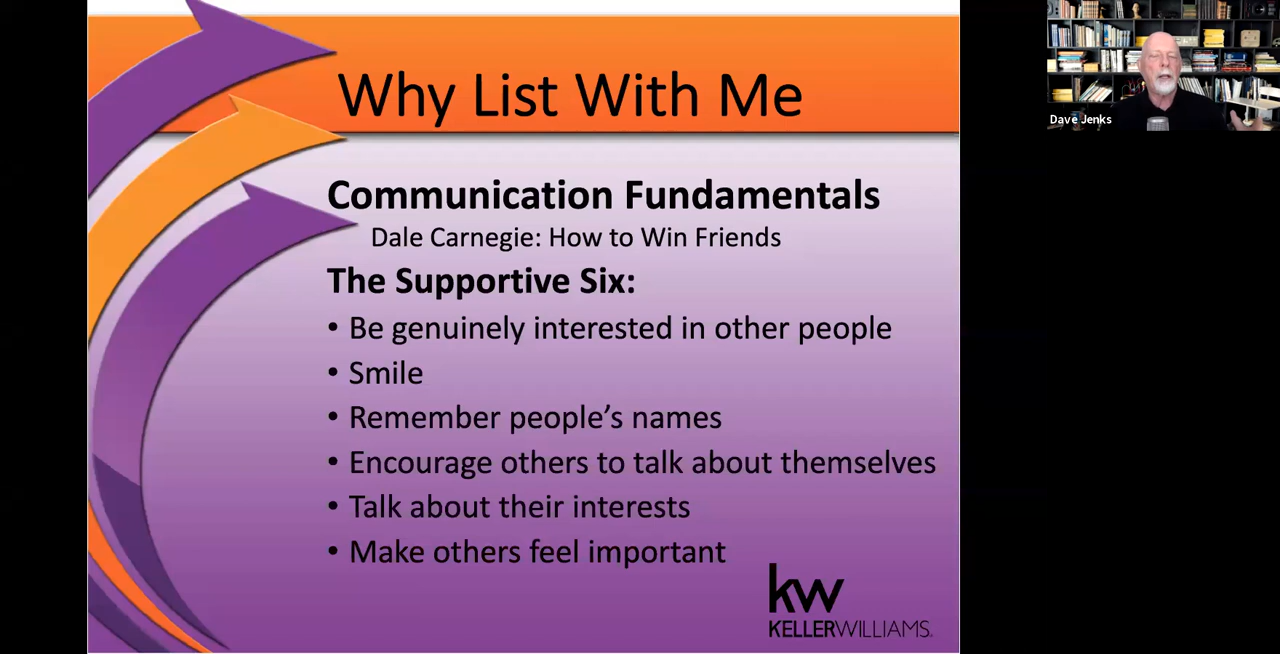 Why List With Me
Communication Fundamentals
Dale Carnegie: How to Win Friends
The Supportive Six:
• Be genuinely interested in other people
• Smile
• Remember people’s names
• Encourage others to talk about themselves
• Talk about their interests
• Make others feel important
kw
KELLERWILLIAMS.
Dave Jenks